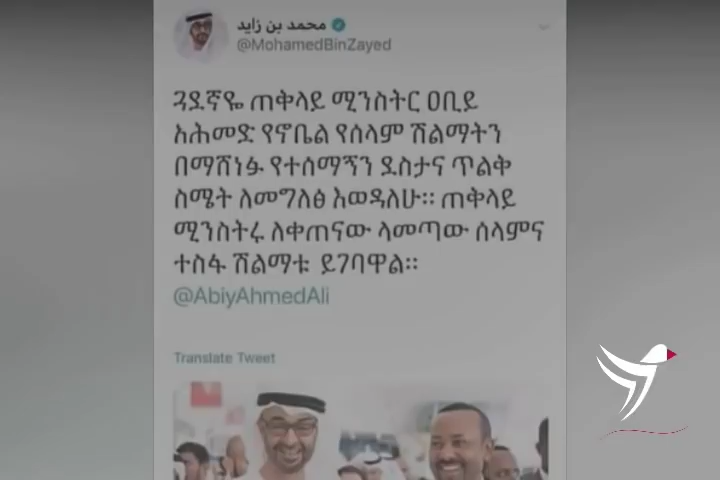 محمد بن زايد
@MohamedBinZayed
ጓደኛዬ ጠቅላይ ሚንስትር ዐቢይ
አሕመድ የኖቤል የሰላም ሽልማትን
በማሸነፉ የተሰማኝን ደስታና ጥልቅ
ስሜት ለመግለፅ እወዳለሁ። ጠቅላይ
ሚንስትሩ ለቀጠናው ላመጣው ሰላምና
ተስፋ ሽልማቱ ይገባዋል።
@AbiyAhmedAli
Translate Tweet